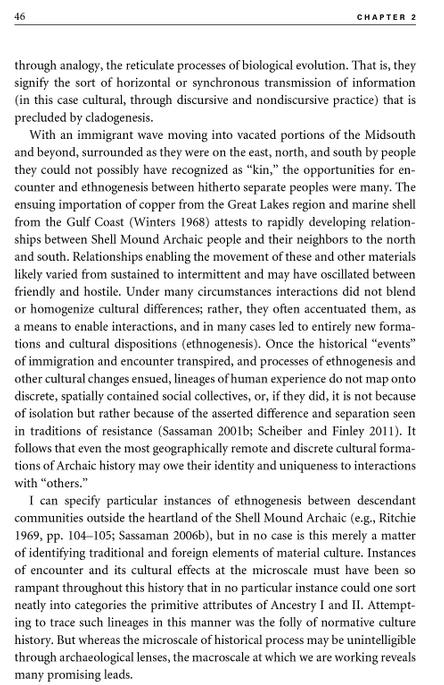 46
CHAPTER 2
through analogy, the reticulate processes of biological evolution. That is, they
signify the sort of horizontal or synchronous transmission of information
(in this case cultural, through discursive and nondiscursive practice) that is
precluded by cladogenesis.
With an immigrant wave moving into vacated portions of the Midsouth
and beyond, surrounded as they were on the east, north, and south by people
they could not possibly have recognized as “kin,” the opportunities for en-
counter and ethnogenesis between hitherto separate peoples were many. The
ensuing importation of copper from the Great Lakes region and marine shell
from the Gulf Coast (Winters 1968) attests to rapidly developing relation-
ships between Shell Mound Archaic people and their neighbors to the north
and south. Relationships enabling the movement of these and other materials
likely varied from sustained to intermittent and may have oscillated between
friendly and hostile. Under many circumstances interactions did not blend
or homogenize cultural differences; rather, they often accentuated them, as
a means to enable interactions, and in many cases led to entirely new forma-
tions and cultural dispositions (ethnogenesis). Once the historical “events”
of immigration and encounter transpired, and processes of ethnogenesis and
other cultural changes ensued, lineages of human experience do not map onto
discrete, spatially contained social collectives, or, if they did, it is not because
of isolation but rather because of the asserted difference and separation seen
in traditions of resistance (Sassaman 2001b; Scheiber and Finley 2011). It
follows that even the most geographically remote and discrete cultural forma-
tions of Archaic history may owe their identity and uniqueness to interactions
with “others.”
I can specify particular instances of ethnogenesis between descendant
communities outside the heartland of the Shell Mound Archaic (e.g., Ritchie
1969, pp. 104–105; Sassaman 2006b), but in no case is this merely a matter
of identifying traditional and foreign elements of material culture. Instances
of encounter and its cultural effects at the microscale must have been so
rampant throughout this history that in no particular instance could one sort
neatly into categories the primitive attributes of Ancestry I and II. Attempt-
ing to trace such lineages in this manner was the folly of normative culture
history. But whereas the microscale of historical process may be unintelligible
through archaeological lenses, the macroscale at which we are working reveals
many promising leads.